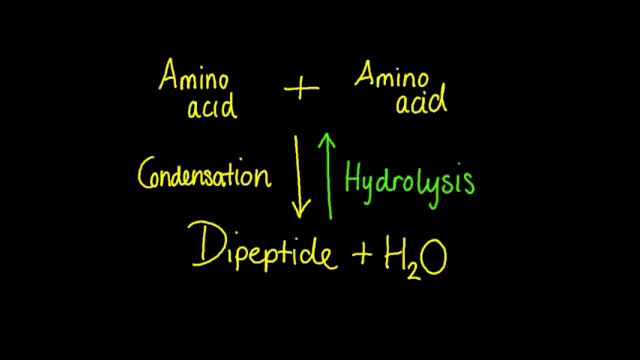 Amino acid + Amino acid
Condensation Hydrolysis
Dipeptide + H₂O